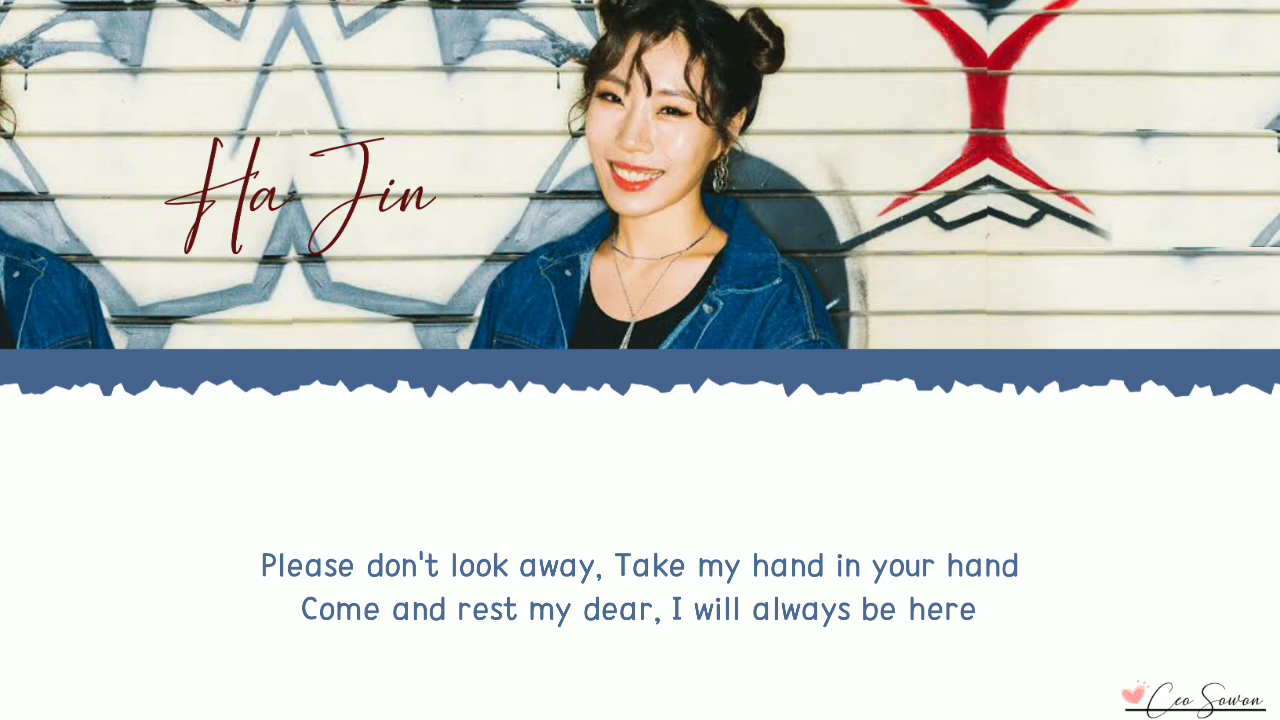 Ha Jin
Please don't look away, Take my hand in your hand
Come and rest my dear, I will always be here
Ceo Sowon